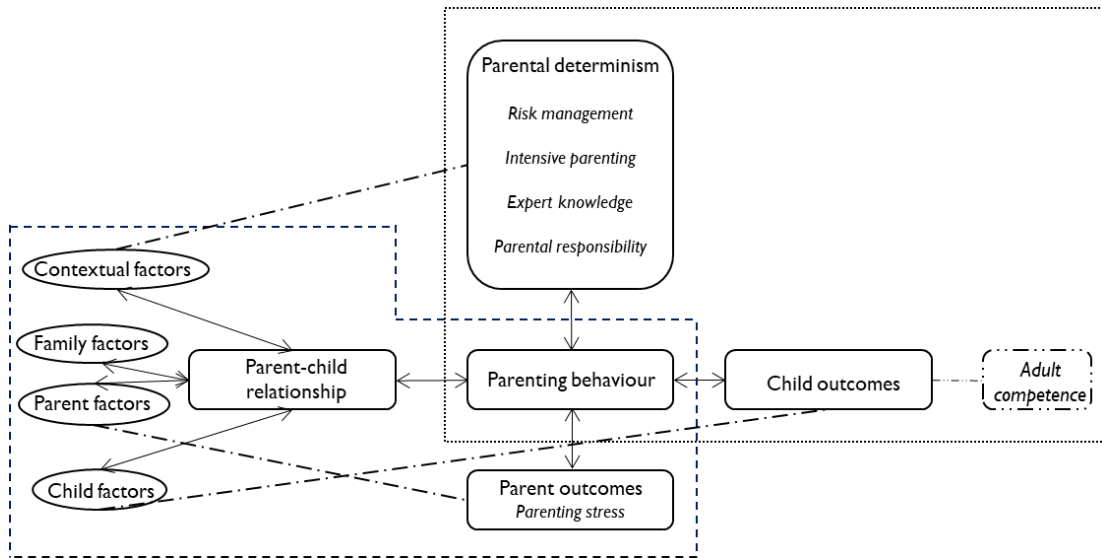 Parental determinism
Risk management
Intensive parenting
Expert knowledge
Parental responsibility
Contextual factors
Family factors
Parent factors
Child factors
Parent-child
relationship
Parenting behaviour
Child outcomes
Adult
competence
Parent outcomes
Parenting stress